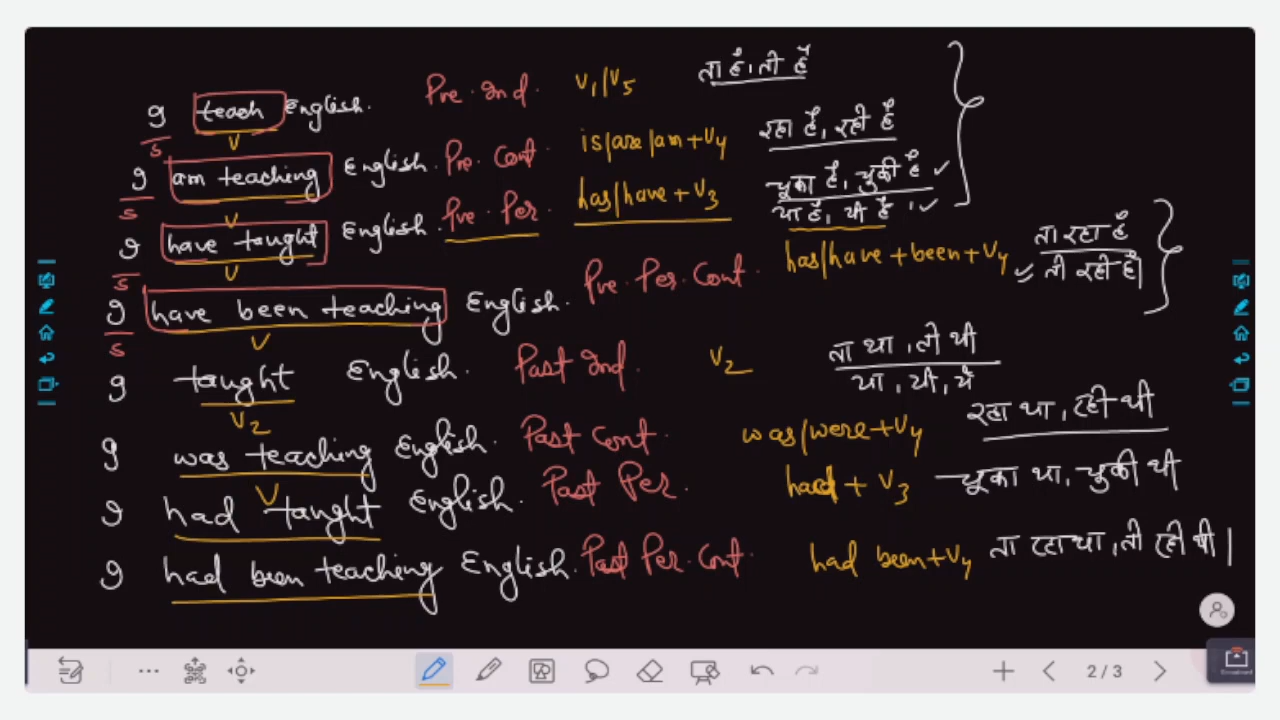 I teach English. Pre. Ind. V1/V5 ता है, ती है
S V
I am teaching English. Pre. Cont. is/are/am + V4 रहा है, रही है
S V
I have taught English. Pre. Per. has/have + V3 चूका है, चुकी है ✓
या है, यी है, ✓
S V
I have been teaching English. Pre. Per. Cont. has/have + been + V4 ता रहा है
✓ ती रही है|
S V
I taught English. Past Ind. V2 ता था, ती थी
या, यी, ये
V2
I was teaching English. Past Cont. was/were + V4 रहा था, रही थी
V
I had taught English. Past Per. had + V3 चूका था, चुकी थी
I had been teaching English. Past Per. Cont. had been + V4 ता रहा था, ती रही थी|
2/3